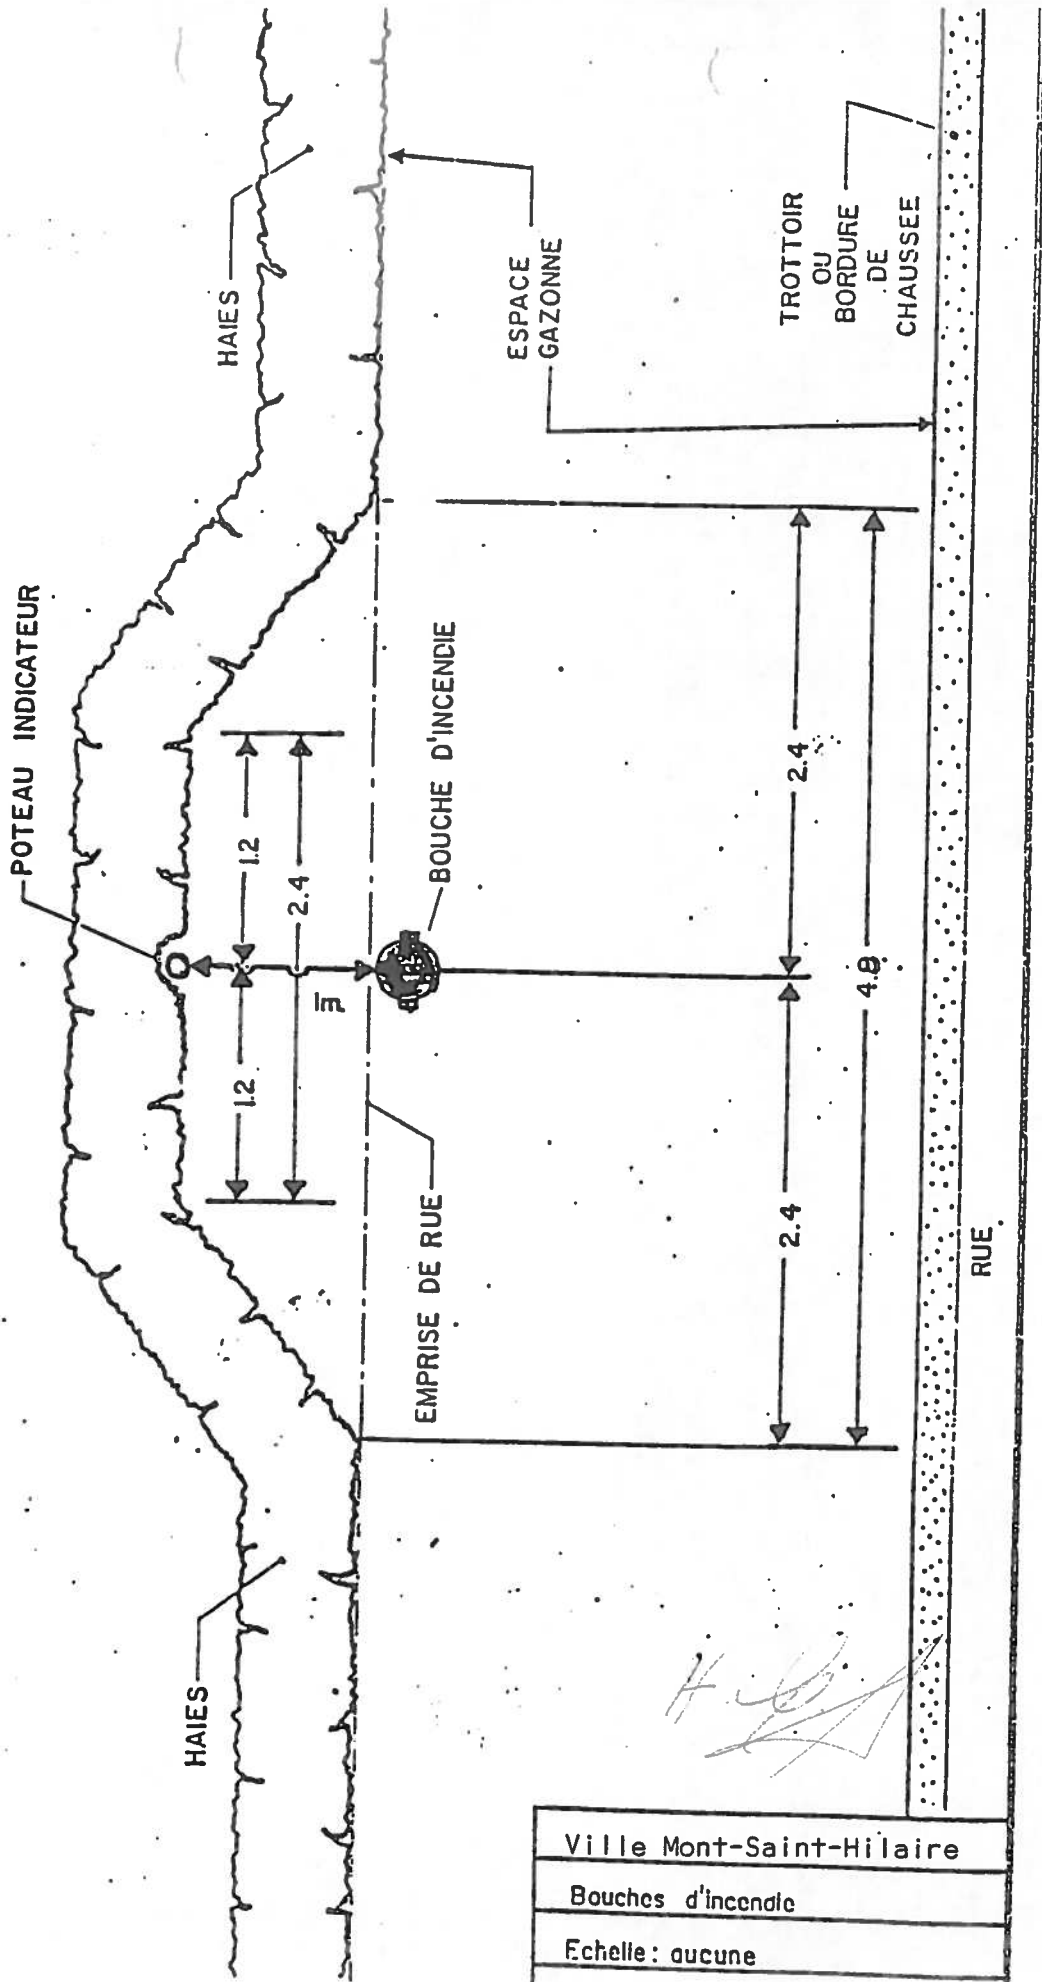 POTEAU INDICATEUR
HAIES
HAIES
ESPACE
GAZONNE
TROTTOIR
OU
BORDURE
DE
CHAUSSEE
BOUCHE D'INCENDIE
EMPRISE DE RUE
1.2
1.2
2.4
1m
2.4
2.4
4.8
RUE
Ville Mont-Saint-Hilaire
Bouches d'incendie
Echelle: aucune